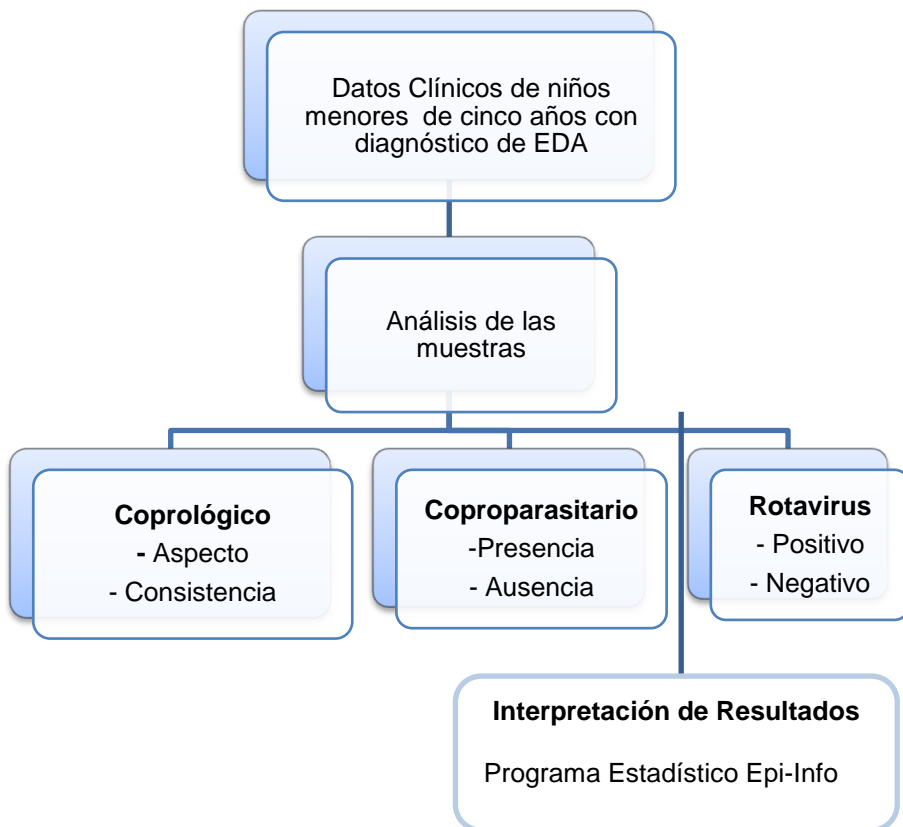 Datos Clínicos de niños
menores de cinco años con
diagnóstico de EDA
Análisis de las
muestras
Coprológico
- Aspecto
- Consistencia
Coproparasitario
-Presencia
- Ausencia
Rotavirus
- Positivo
- Negativo
Interpretación de Resultados
Programa Estadístico Epi-Info